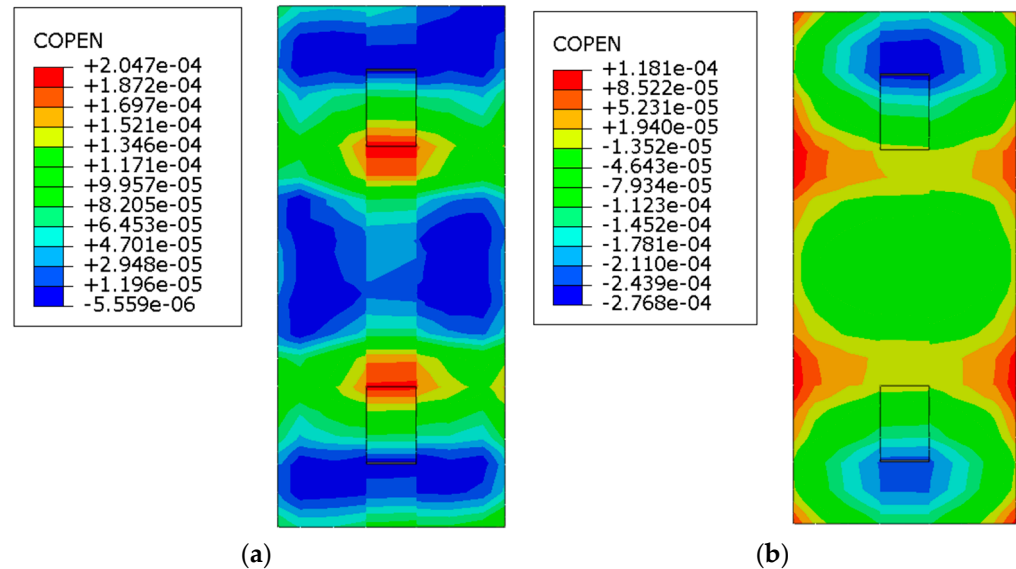 COPEN
+2.047e-04
+1.872e-04
+1.697e-04
+1.521e-04
+1.346e-04
+1.171e-04
+9.957e-05
+8.205e-05
+6.453e-05
+4.701e-05
+2.948e-05
+1.196e-05
-5.559e-06
COPEN
+1.181e-04
+8.522e-05
+5.231e-05
+1.940e-05
-1.352e-05
-4.643e-05
-7.934e-05
-1.123e-04
-1.452e-04
-1.781e-04
-2.110e-04
-2.439e-04
-2.768e-04
(a)
(b)